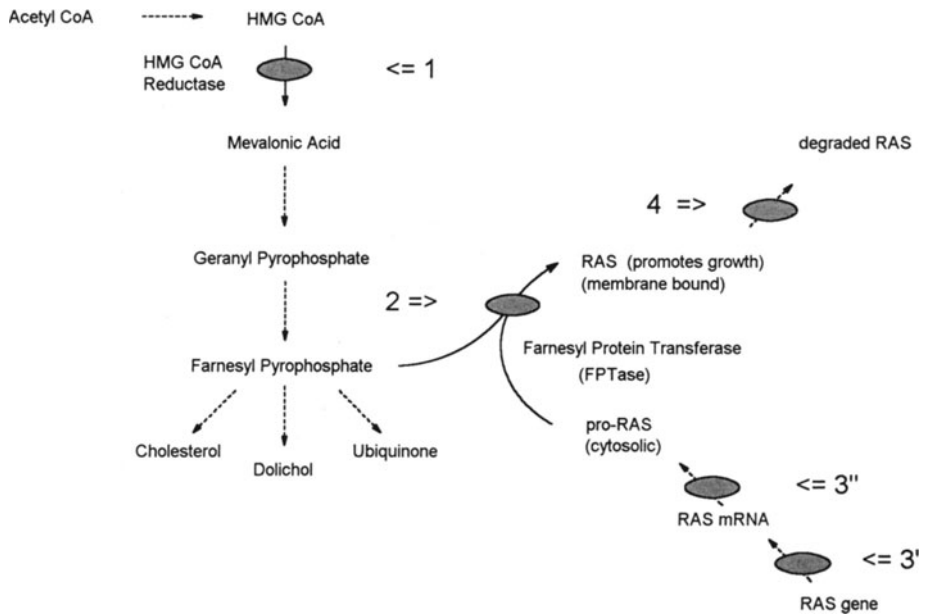 Acetyl CoA
HMG CoA
HMG CoA
Reductase
<= 1
Mevalonic Acid
degraded RAS
4 =>
Geranyl Pyrophosphate
RAS (promotes growth)
(membrane bound)
2 =>
Farnesyl Pyrophosphate
Farnesyl Protein Transferase
(FPTase)
pro-RAS
(cytosolic)
Cholesterol
Dolichol
Ubiquinone
<= 3"
RAS mRNA
<= 3'
RAS gene